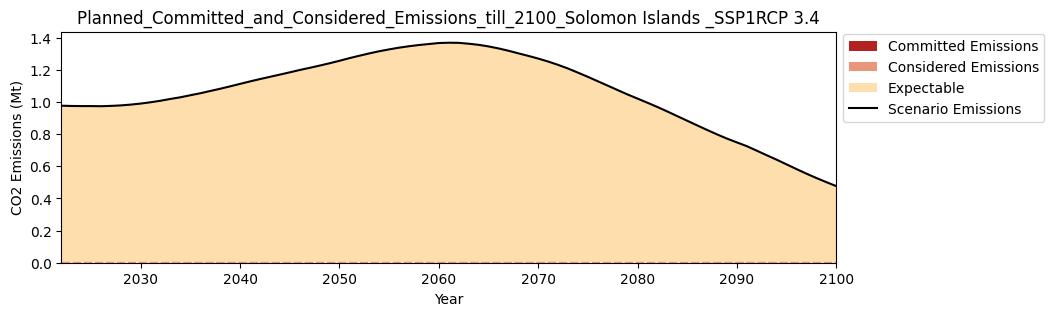 Planned_Committed_and_Considered_Emissions_till_2100_Solomon Islands _SSP1RCP 3.4
1.4
1.2
1.0
0.8
0.6
0.4
0.2
0.0
CO2 Emissions (Mt)
2030 2040 2050 2060 2070 2080 2090 2100
Year
Committed Emissions
Considered Emissions
Expectable
Scenario Emissions